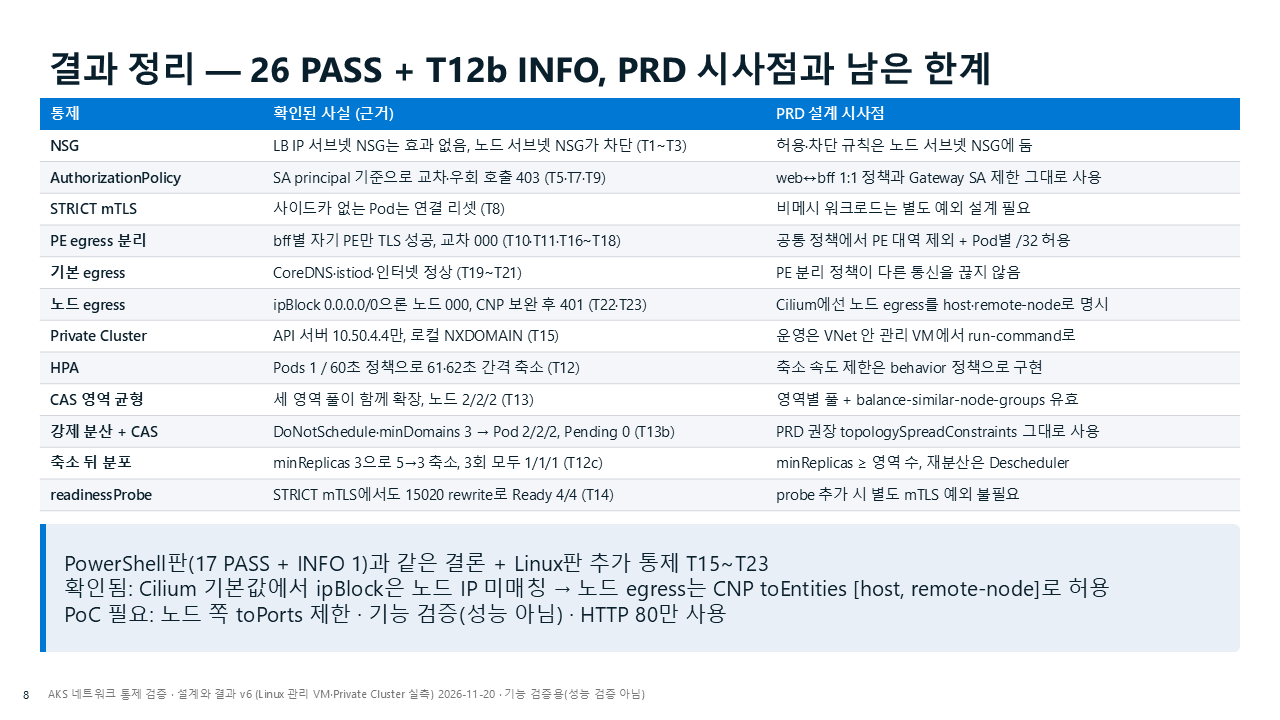 결과 정리 — 26 PASS + T12b INFO, PRD 시사점과 남은 한계
통제 확인된 사실 (근거) PRD 설계 시사점
NSG LB IP 서브넷 NSG는 효과 없음, 노드 서브넷 NSG가 차단 (T1~T3) 허용·차단 규칙은 노드 서브넷 NSG에 둠
AuthorizationPolicy SA principal 기준으로 교차·우회 호출 403 (T5·T7·T9) web↔bff 1:1 정책과 Gateway SA 제한 그대로 사용
STRICT mTLS 사이드카 없는 Pod는 연결 리셋 (T8) 비메시 워크로드는 별도 예외 설계 필요
PE egress 분리 bff별 자기 PE만 TLS 성공, 교차 000 (T10·T11·T16~T18) 공통 정책에서 PE 대역 제외 + Pod별 /32 허용
기본 egress CoreDNS·istiod·인터넷 정상 (T19~T21) PE 분리 정책이 다른 통신을 끊지 않음
노드 egress ipBlock 0.0.0.0/0으론 노드 000, CNP 보완 후 401 (T22·T23) Cilium에선 노드 egress를 host·remote-node로 명시
Private Cluster API 서버 10.50.4.4만, 로컬 NXDOMAIN (T15) 운영은 VNet 안 관리 VM에서 run-command로
HPA Pods 1 / 60초 정책으로 61·62초 간격 축소 (T12) 축소 속도 제한은 behavior 정책으로 구현
CAS 영역 균형 세 영역 풀이 함께 확장, 노드 2/2/2 (T13) 영역별 풀 + balance-similar-node-groups 유효
강제 분산 + CAS DoNotSchedule·minDomains 3 → Pod 2/2/2, Pending 0 (T13b) PRD 권장 topologySpreadConstraints 그대로 사용
축소 뒤 분포 minReplicas 3으로 5→3 축소, 3회 모두 1/1/1 (T12c) minReplicas ≥ 영역 수, 재분산은 Descheduler
readinessProbe STRICT mTLS에서도 15020 rewrite로 Ready 4/4 (T14) probe 추가 시 별도 mTLS 예외 불필요
PowerShell판(17 PASS + INFO 1)과 같은 결론 + Linux판 추가 통제 T15~T23
확인됨: Cilium 기본값에서 ipBlock은 노드 IP 미매칭 → 노드 egress는 CNP toEntities [host, remote-node]로 허용
PoC 필요: 노드 쪽 toPorts 제한 · 기능 검증(성능 아님) · HTTP 80만 사용
8 AKS 네트워크 통제 검증 · 설계와 결과 v6 (Linux 관리 VM·Private Cluster 실측) 2026-11-20 · 기능 검증용(성능 검증 아님)